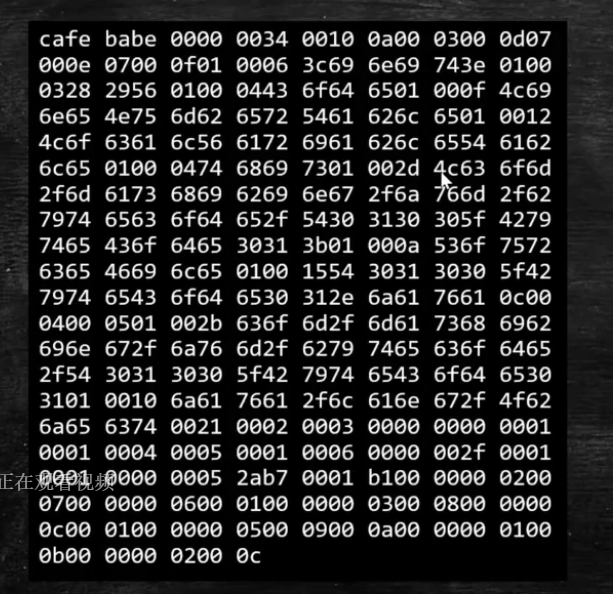 cafe babe 0000 0034 0010 0a00 0300 0d07
000e 0700 0f01 0006 3c69 6e69 743e 0100
0328 2956 0100 0443 6f64 6501 000f 4c69
6e65 4e75 6d62 6572 5461 626c 6501 0012
4c6f 6361 6c56 6172 6961 626c 6554 6162
6c65 0100 0474 6869 7301 002d 4c63 6f6d
2f6d 6173 6869 6269 6e67 2f6a 766d 2f62
7974 6563 6f64 652f 5430 3130 305f 4279
7465 436f 6465 3031 3b01 000a 536f 7572
6365 4669 6c65 0100 1554 3031 3030 5f42
7974 6543 6f64 6530 312e 6a61 7661 0c00
0400 0501 002b 636f 6d2f 6d61 7368 6962
696e 672f 6a76 6d2f 6279 7465 636f 6465
2f54 3031 3030 5f42 7974 6543 6f64 6530
3101 0010 6a61 7661 2f6c 616e 672f 4f62
6a65 6374 0021 0002 0003 0000 0000 0001
0001 0004 0005 0001 0006 0000 002f 0001
0001 0000 0005 2ab7 0001 b100 0000 0200
正在观看视频
0700 0000 0600 0100 0000 0300 0800 0000
0c00 0100 0000 0500 0900 0a00 0000 0100
0b00 0000 0200 0c